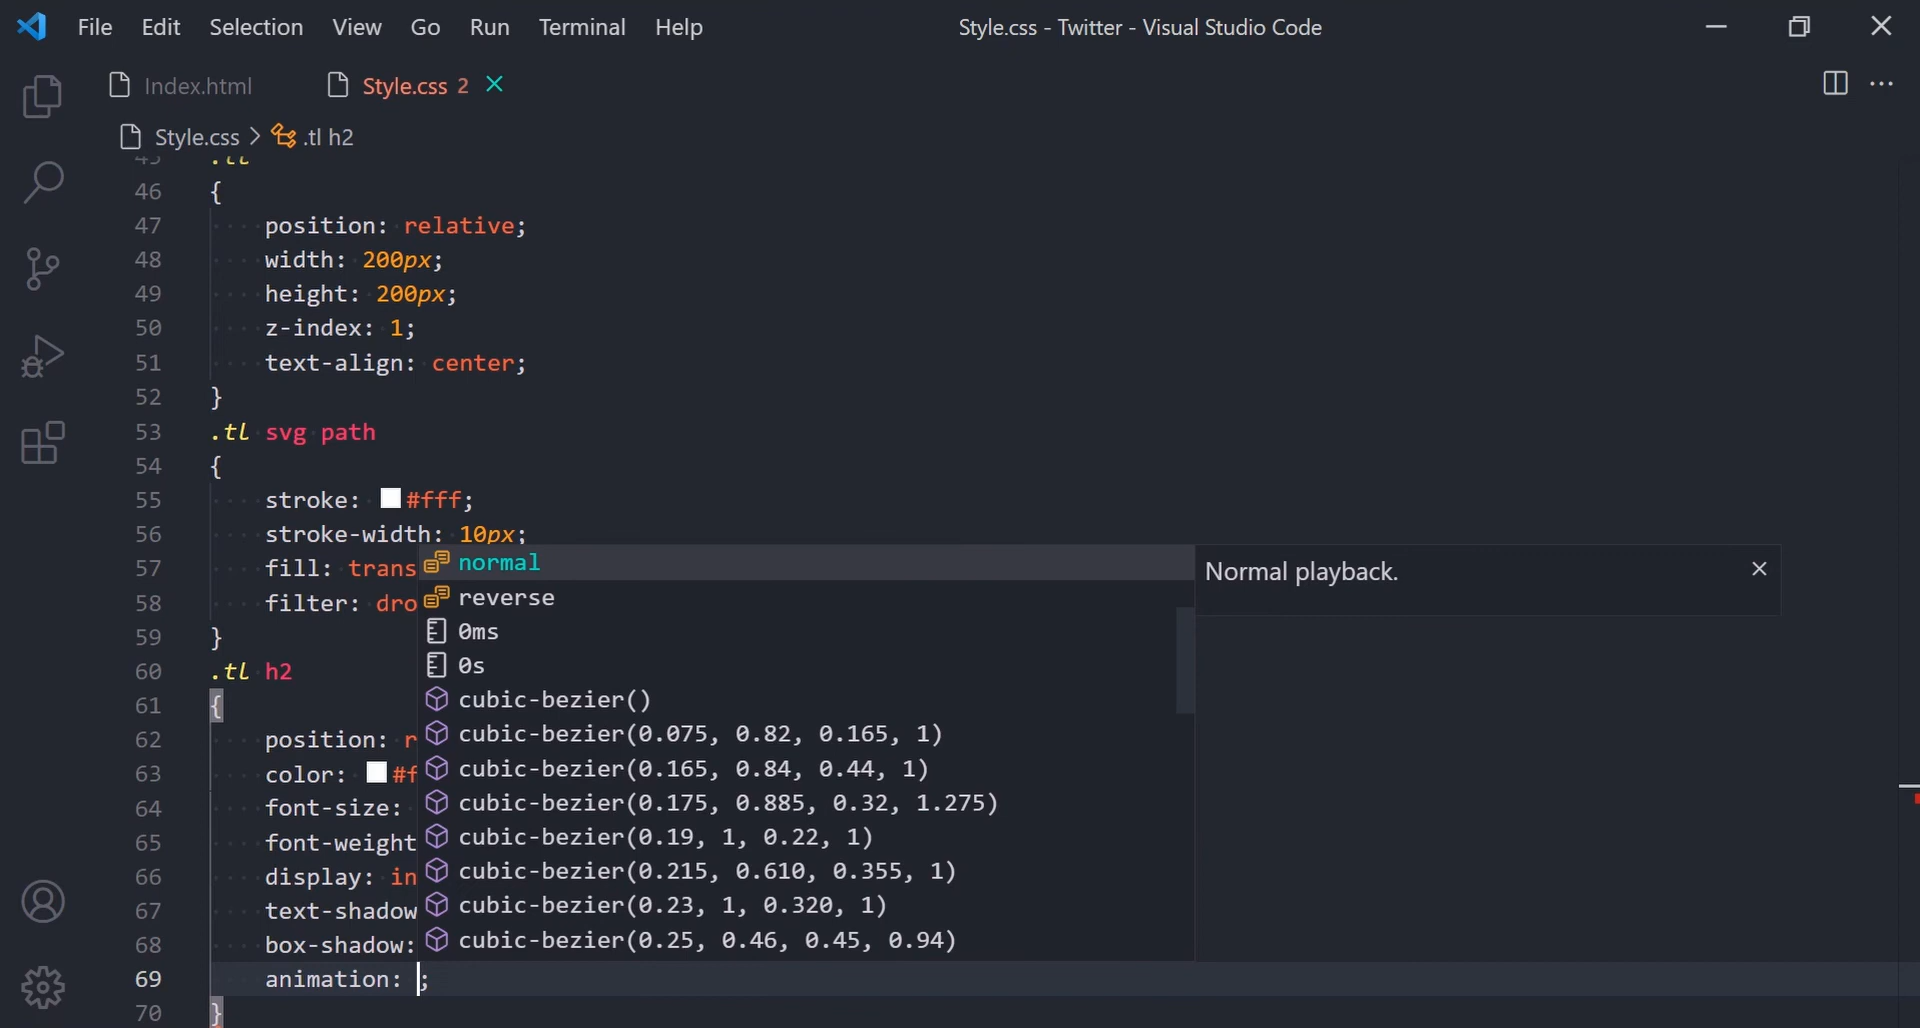 File Edit Selection View Go Run Terminal Help Style.css - Twitter - Visual Studio Code
Index.html Style.css 2
Style.css > .tl h2
45 .tl
46 {
47 position: relative;
48 width: 200px;
49 height: 200px;
50 z-index: 1;
51 text-align: center;
52 }
53 .tl svg path
54 {
55 stroke: #fff;
56 stroke-width: 10px;
57 fill: trans
58 filter: dro
59 }
60 .tl h2
61 {
62 position: r
63 color: #f
64 font-size:
65 font-weight
66 display: in
67 text-shadow
68 box-shadow:
69 animation: ;
70 }
normal
reverse
0ms
0s
cubic-bezier()
cubic-bezier(0.075, 0.82, 0.165, 1)
cubic-bezier(0.165, 0.84, 0.44, 1)
cubic-bezier(0.175, 0.885, 0.32, 1.275)
cubic-bezier(0.19, 1, 0.22, 1)
cubic-bezier(0.215, 0.610, 0.355, 1)
cubic-bezier(0.23, 1, 0.320, 1)
cubic-bezier(0.25, 0.46, 0.45, 0.94)
Normal playback.